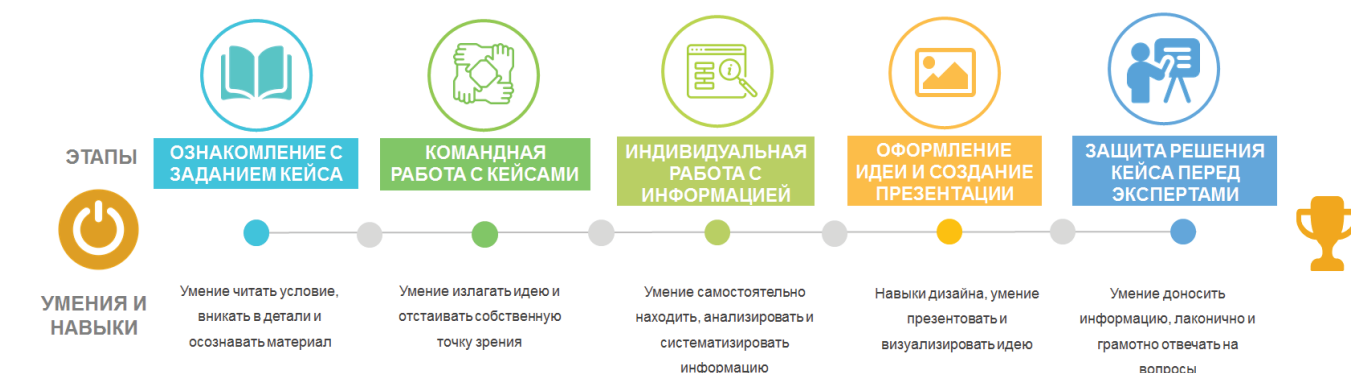 ЭТАПЫ
ОЗНАКОМЛЕНИЕ С
ЗАДАНИЕМ КЕЙСА
КОМАНДНАЯ
РАБОТА С КЕЙСАМИ
ИНДИВИДУАЛЬНАЯ
РАБОТА С
ИНФОРМАЦИЕЙ
ОФОРМЛЕНИЕ
ИДЕИ И СОЗДАНИЕ
ПРЕЗЕНТАЦИИ
ЗАЩИТА РЕШЕНИЯ
КЕЙСА ПЕРЕД
ЭКСПЕРТАМИ
УМЕНИЯ И
НАВЫКИ
Умение читать условие,
вникать в детали и
осознавать материал
Умение излагать идею и
отстаивать собственную
точку зрения
Умение самостоятельно
находить, анализировать и
систематизировать
информацию
Навыки дизайна, умение
презентовать и
визуализировать идею
Умение доносить
информацию, лаконично и
грамотно отвечать на
вопросы